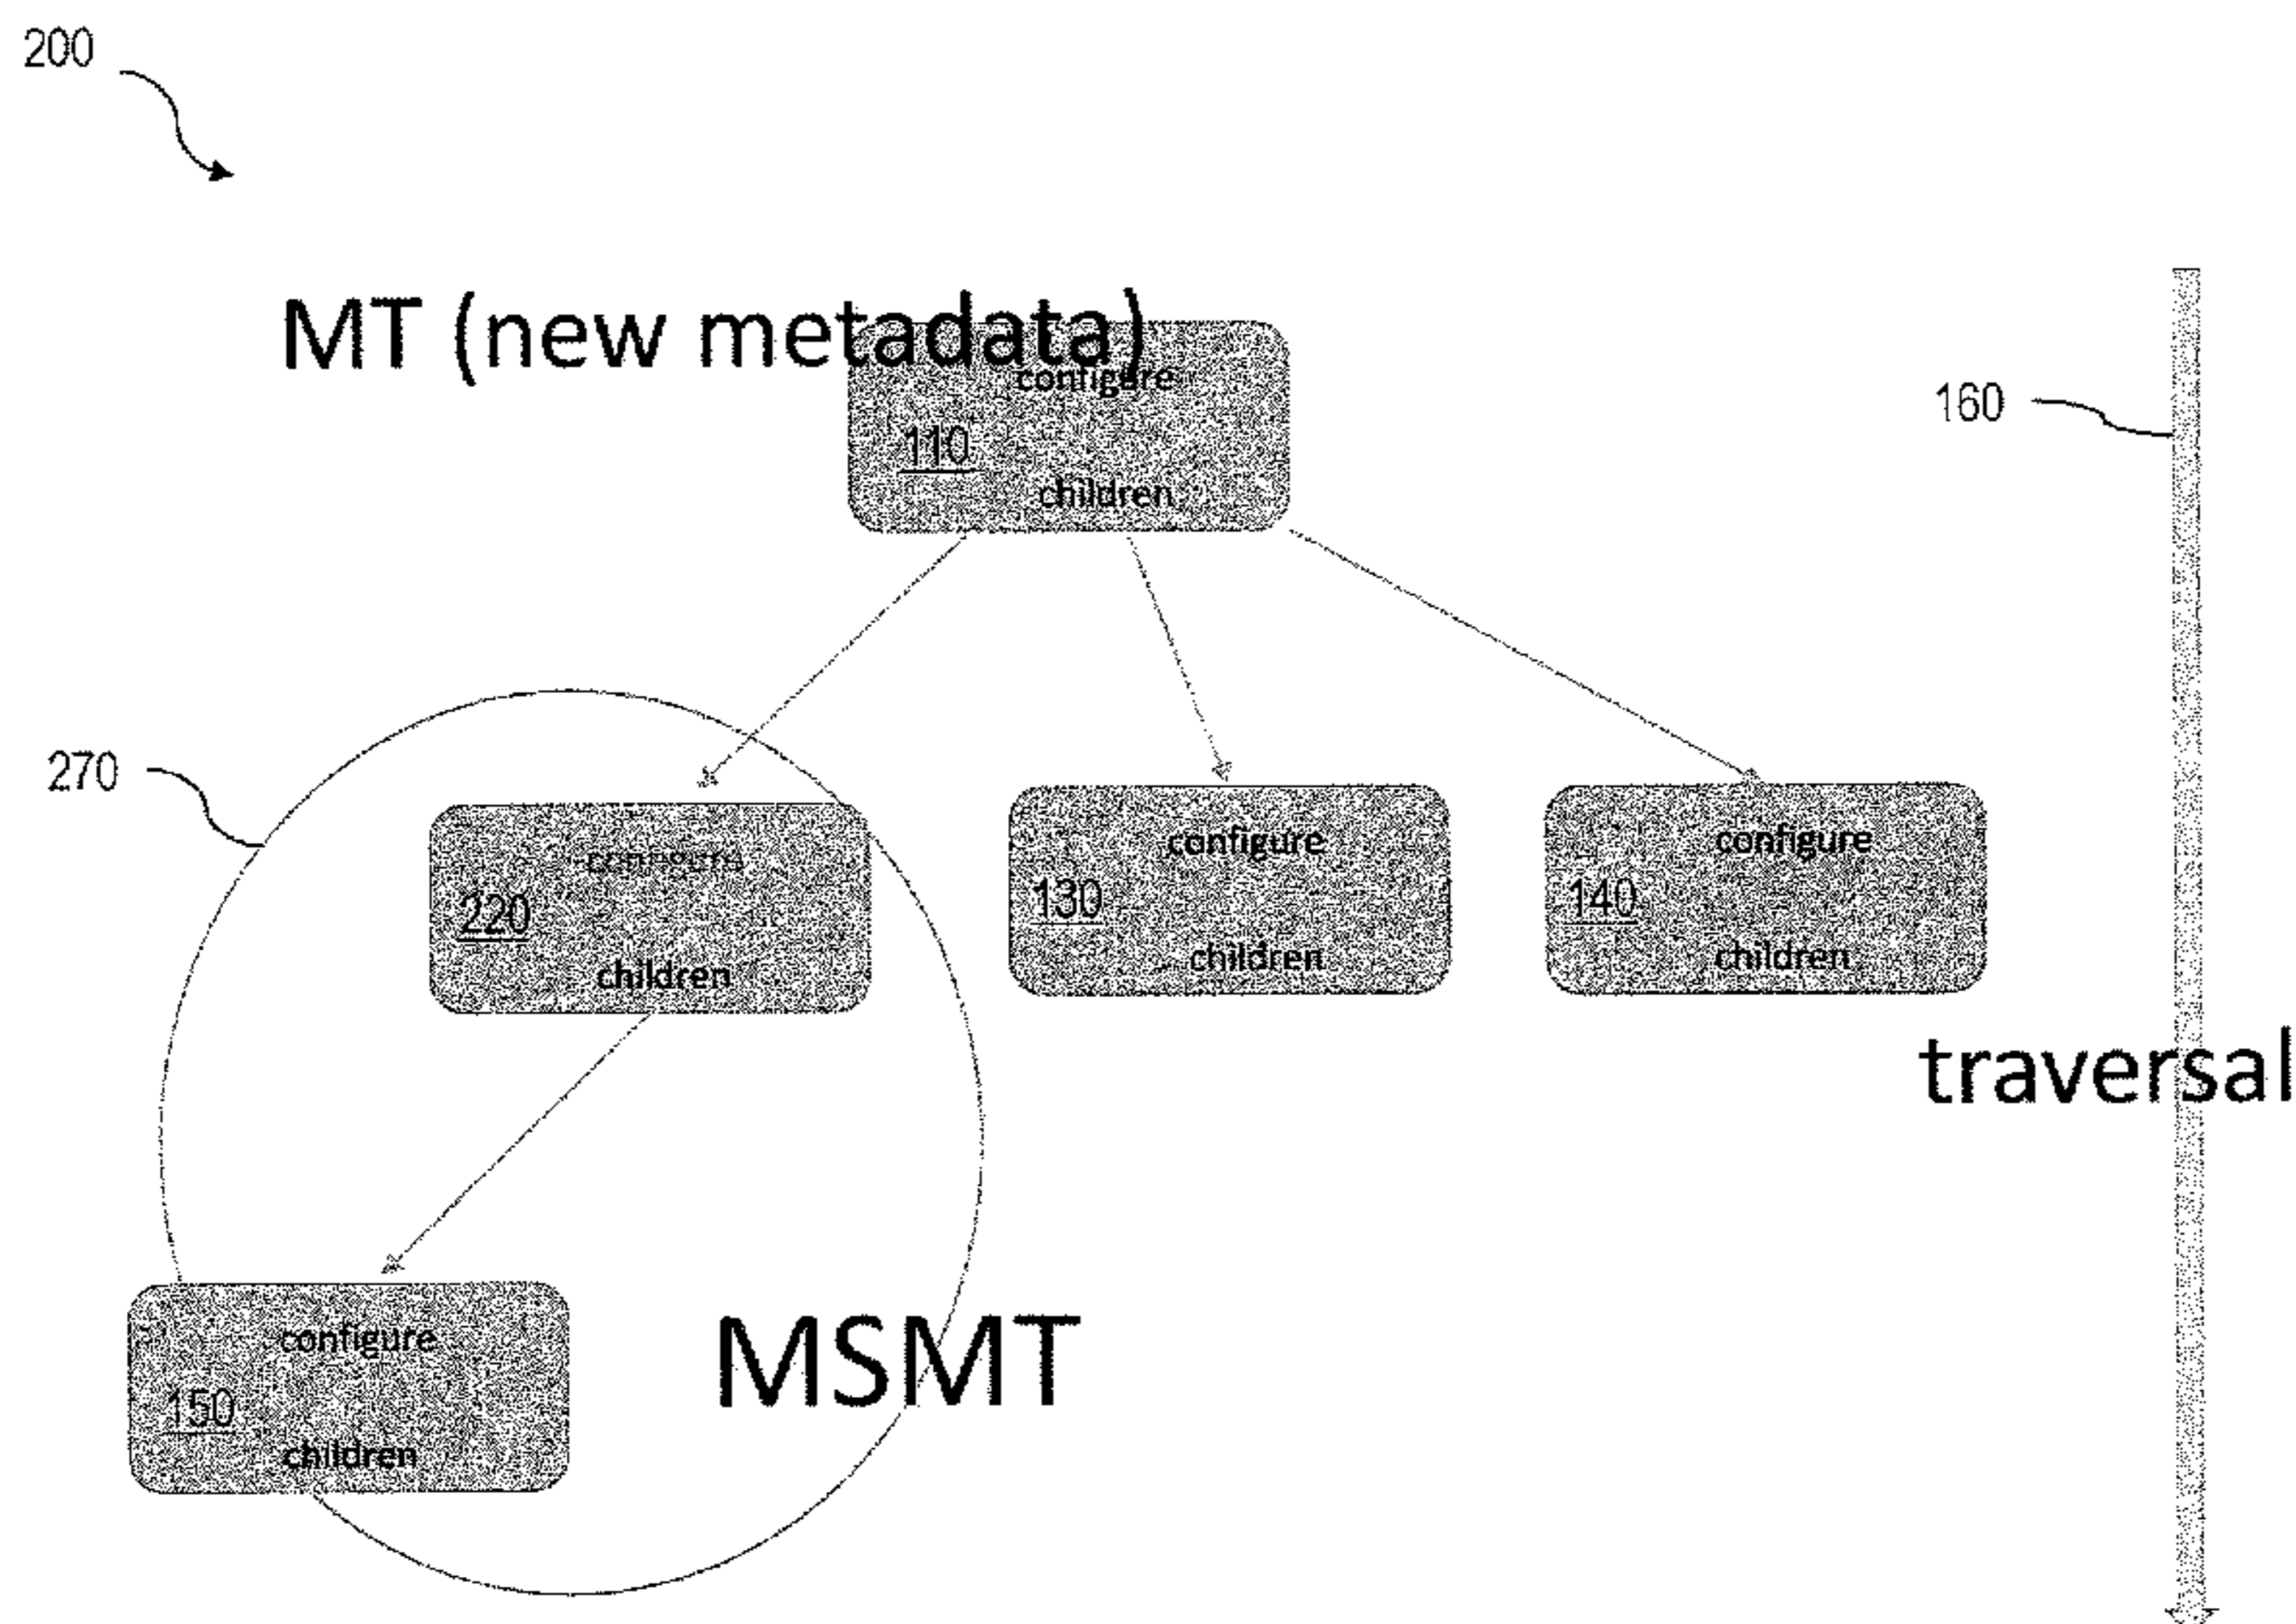 200
MT (new metadata)
configure
110
children
160
270
configure
220
children
configure
130
children
configure
140
children
traversal
configure
150
children
MSMT